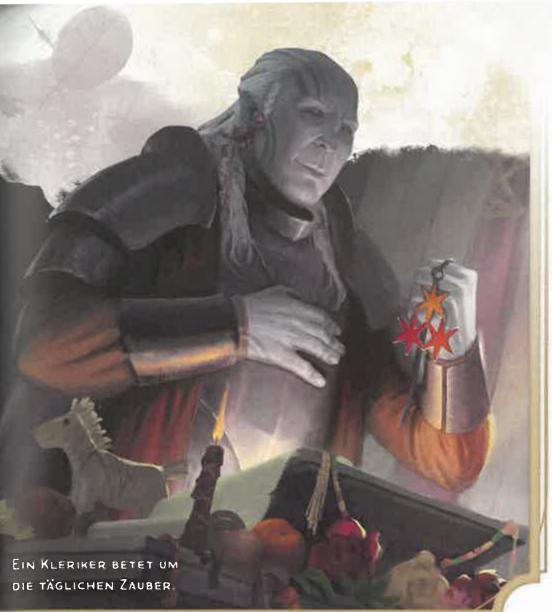 EIN KLERIKER BETET UM
DIE TÄGLICHEN ZAUBER.